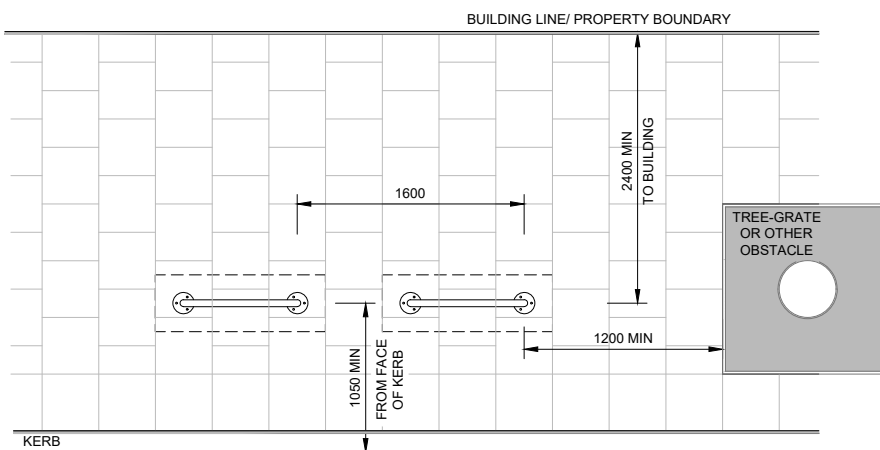 BUILDING LINE/ PROPERTY BOUNDARY
2400 MIN
TO BUILDING
1600
TREE-GRATE
OR OTHER
OBSTACLE
1200 MIN
1050 MIN
FROM FACE
OF KERB
KERB